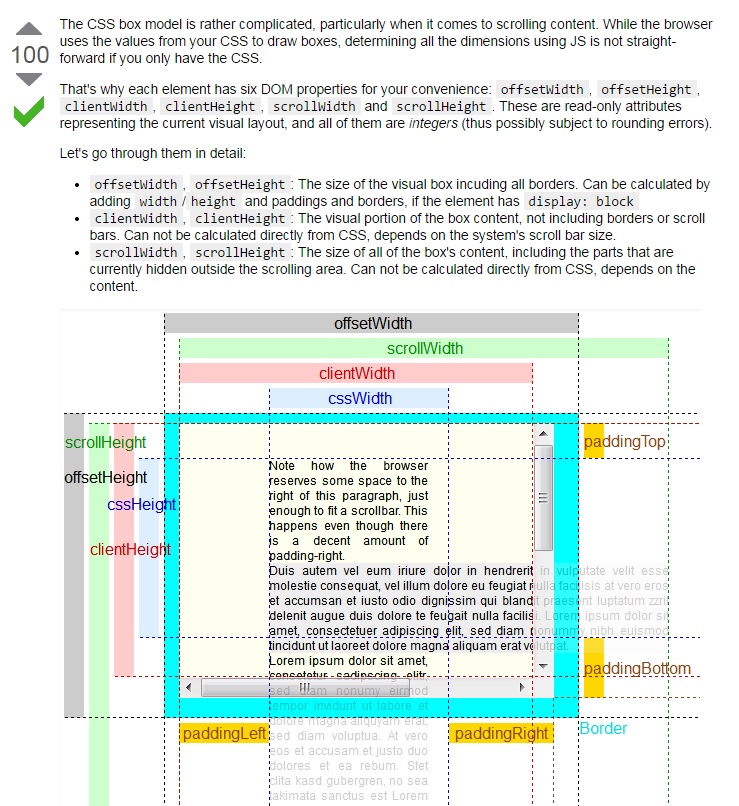 The CSS box model is rather complicated, particularly when it comes to scrolling content. While the browser
100
uses the values from your CSS to draw boxes, determining all the dimensions using JS is not straight-
forward if you only have the CSS.
That's why each element has six DOM properties for your convenience: offsetWidth , offsetHeight ,
clientWidth , clientHeight , scrollWidth and scrollHeight . These are read-only attributes
representing the current visual layout, and all of them are integers (thus possibly subject to rounding errors).
Let's go through them in detail:
• offsetWidth , offsetHeight : The size of the visual box incuding all borders. Can be calculated by
adding width / height and paddings and borders, if the element has display: block
• clientWidth , clientHeight : The visual portion of the box content, not including borders or scroll
bars. Can not be calculated directly from CSS, depends on the system's scroll bar size.
• scrollWidth , scrollHeight : The size of all of the box's content, including the parts that are
currently hidden outside the scrolling area. Can not be calculated directly from CSS, depends on the
content.
offsetWidth
scrollWidth
clientWidth
cssWidth
scrollHeight
paddingTop
offsetHeight
cssHeight
clientHeight
Note how the browser
reserves some space to the
right of this paragraph, just
enough to fit a scrollbar. This
happens even though there
is a decent amount of
padding-right.
Duis autem vel eum iriure dolor in hendrerit in vulputate velit esse
molestie consequat, vel illum dolore eu feugiat nulla facilisis at vero eros
et accumsan et iusto odio dignissim qui blandit praesent luptatum zzril
delenit augue duis dolore te feugait nulla facilisi. Lorem ipsum dolor sit
amet, consectetuer adipiscing elit, sed diam nonummy nibh euismod
tincidunt ut laoreet dolore magna aliquam erat volutpat.
Lorem ipsum dolor sit amet,
consetetur sadipscing elitr,
sed diam nonumy eirmod
tempor invidunt ut labore et
dolore magna aliquyam erat,
sed diam voluptua. At vero
eos et accusam et justo duo
dolores et ea rebum. Stet
clita kasd gubergren, no sea
takimata sanctus est Lorem
paddingBottom
paddingLeft
paddingRight
Border